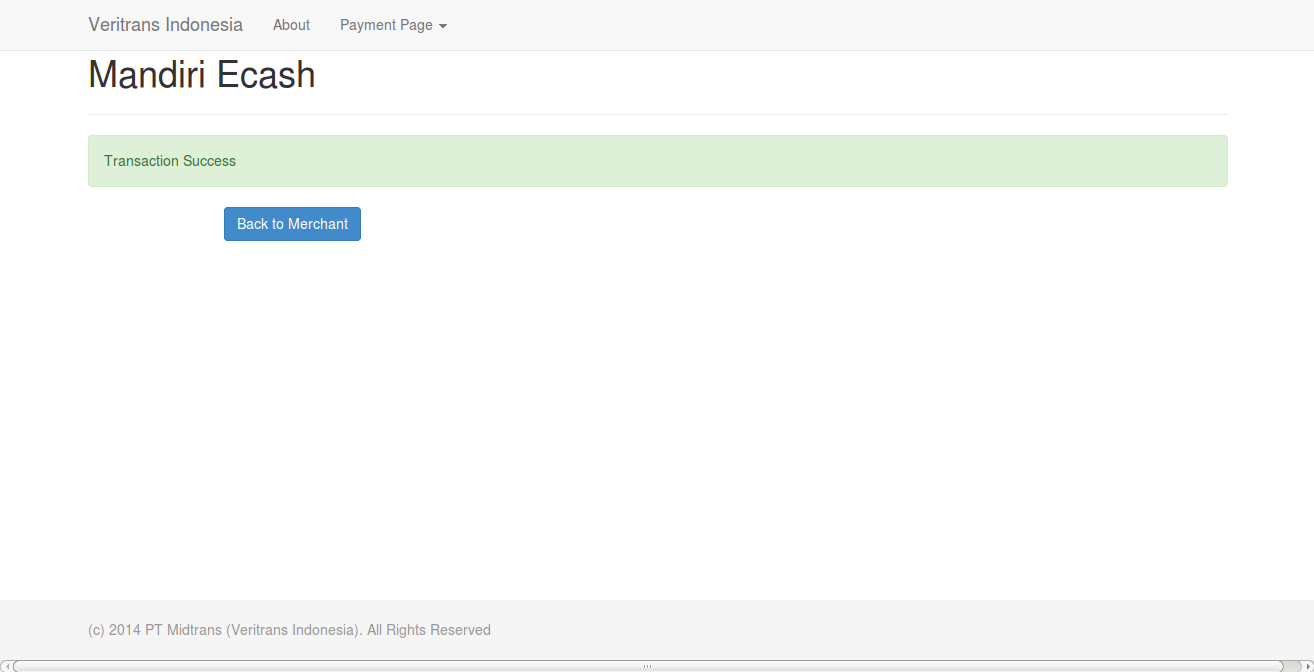 Veritrans Indonesia About Payment Page
Mandiri Ecash
Transaction Success
Back to Merchant
(c) 2014 PT Midtrans (Veritrans Indonesia). All Rights Reserved